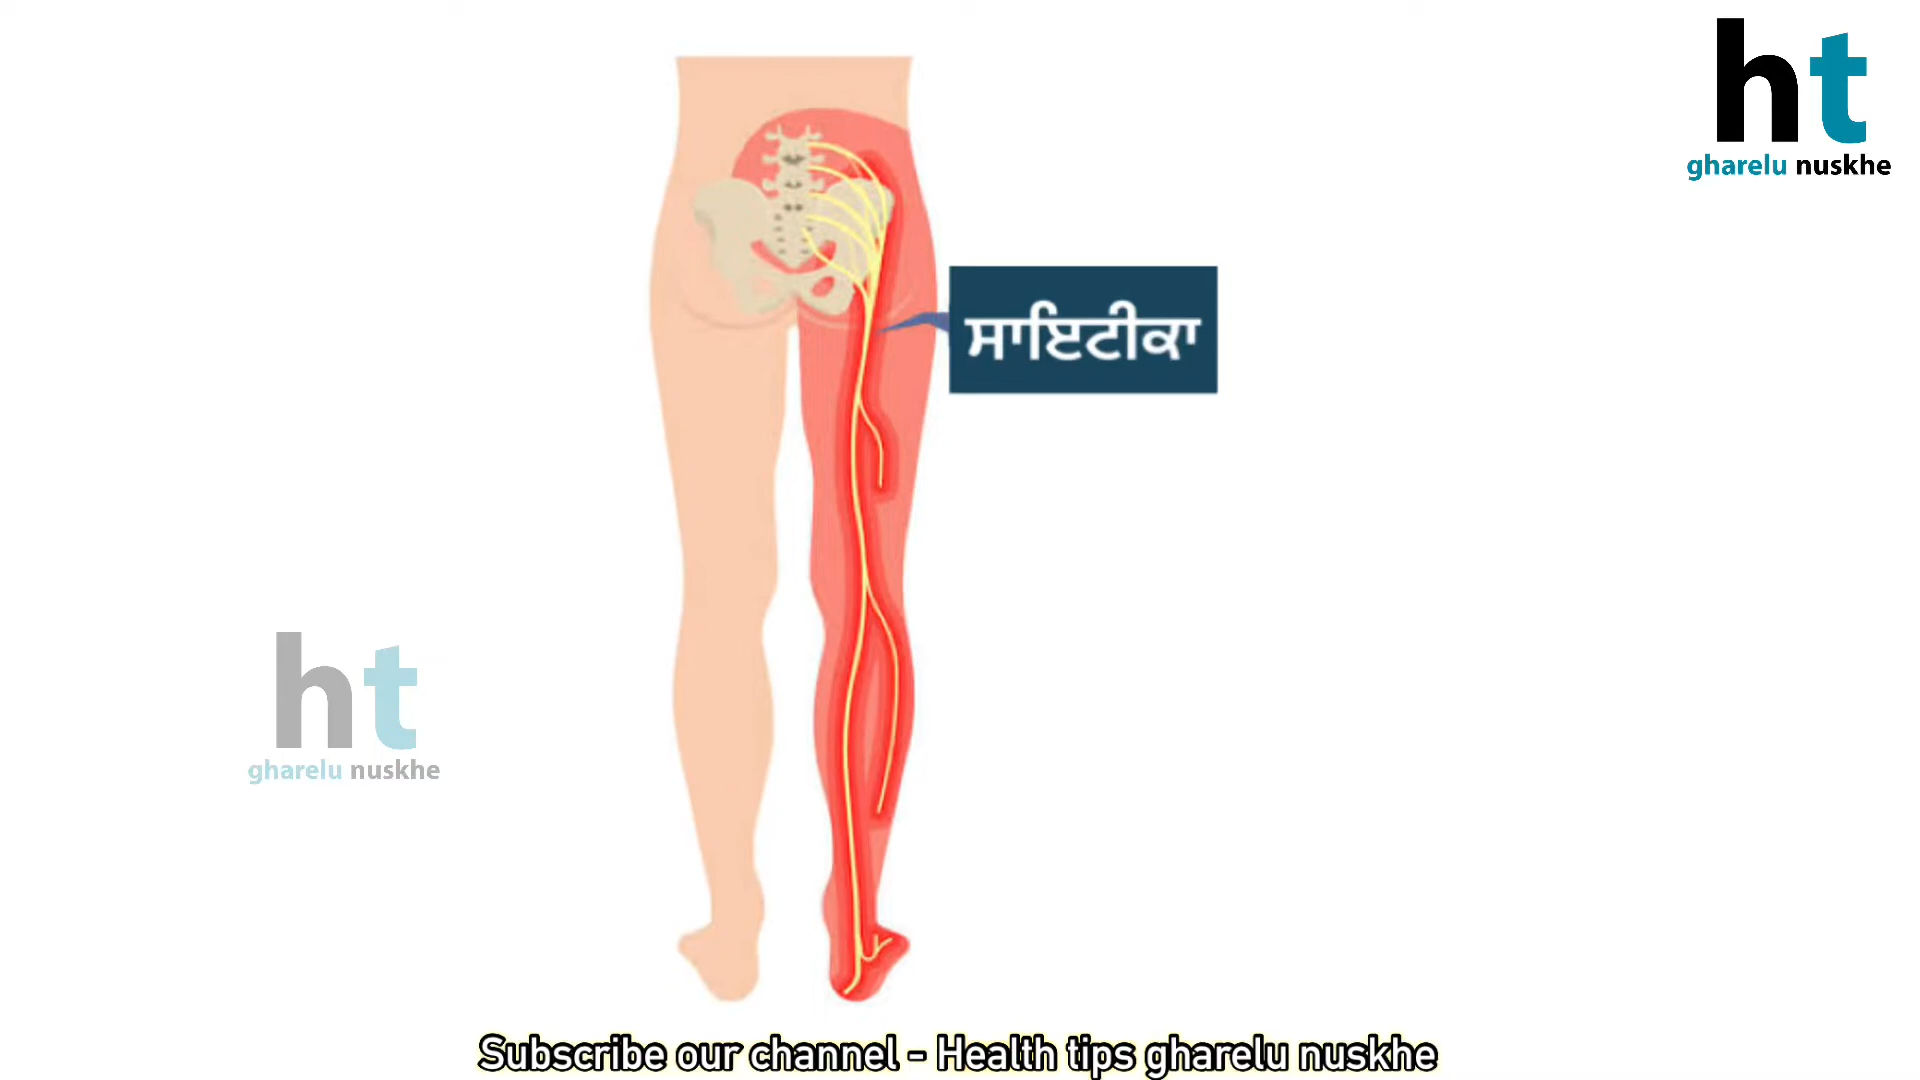 ht
gharelu nuskhe
ਸਾਇਟੀਕਾ
ht
gharelu nuskhe
Subscribe our channel - Health tips gharelu nuskhe